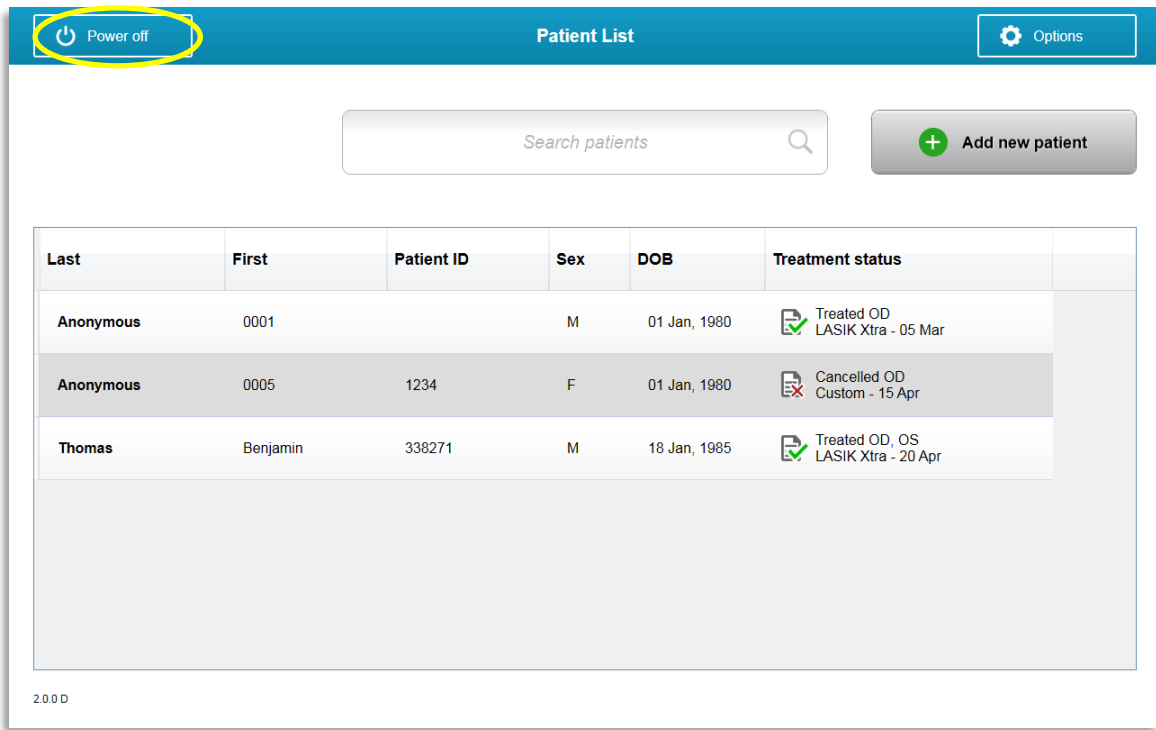 Power off
Patient List
Options
Search patients
Add new patient
Last First Patient ID Sex DOB Treatment status
Anonymous 0001 M 01 Jan, 1980 Treated OD
LASIK Xtra - 05 Mar
Anonymous 0005 1234 F 01 Jan, 1980 Cancelled OD
Custom - 15 Apr
Thomas Benjamin 338271 M 18 Jan, 1985 Treated OD, OS
LASIK Xtra - 20 Apr
2.0.0 D